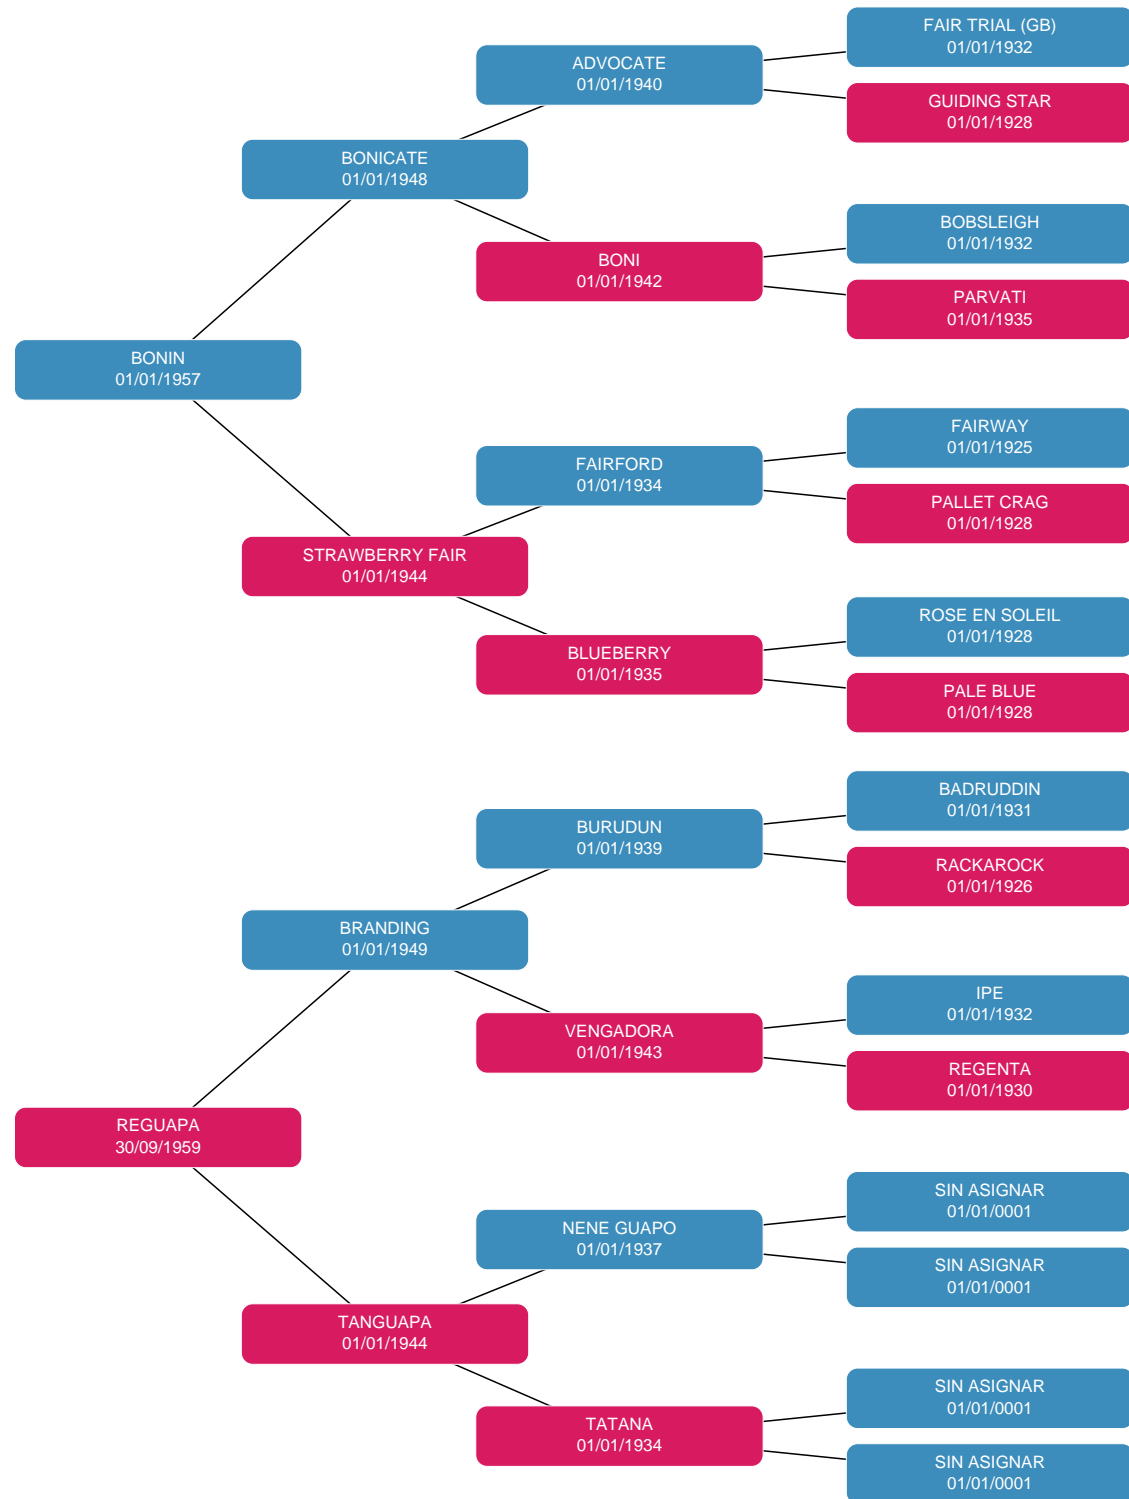 FAIR TRIAL (GB)
01/01/1932
ADVOCATE
01/01/1940
GUIDING STAR
01/01/1928
BONICATE
01/01/1948
BOBSLEIGH
01/01/1932
BONI
01/01/1942
PARVATI
01/01/1935
BONIN
01/01/1957
FAIRWAY
01/01/1925
FAIRFORD
01/01/1934
PALLET CRAG
01/01/1928
STRAWBERRY FAIR
01/01/1944
ROSE EN SOLEIL
01/01/1928
BLUEBERRY
01/01/1935
PALE BLUE
01/01/1928
BADRUDDIN
01/01/1931
BURUDUN
01/01/1939
RACKAROCK
01/01/1926
BRANDING
01/01/1949
IPE
01/01/1932
VENGADORA
01/01/1943
REGENTA
01/01/1930
REGUAPA
30/09/1959
SIN ASIGNAR
01/01/0001
NENE GUAPO
01/01/1937
SIN ASIGNAR
01/01/0001
TANGUAPA
01/01/1944
SIN ASIGNAR
01/01/0001
TATANA
01/01/1934
SIN ASIGNAR
01/01/0001